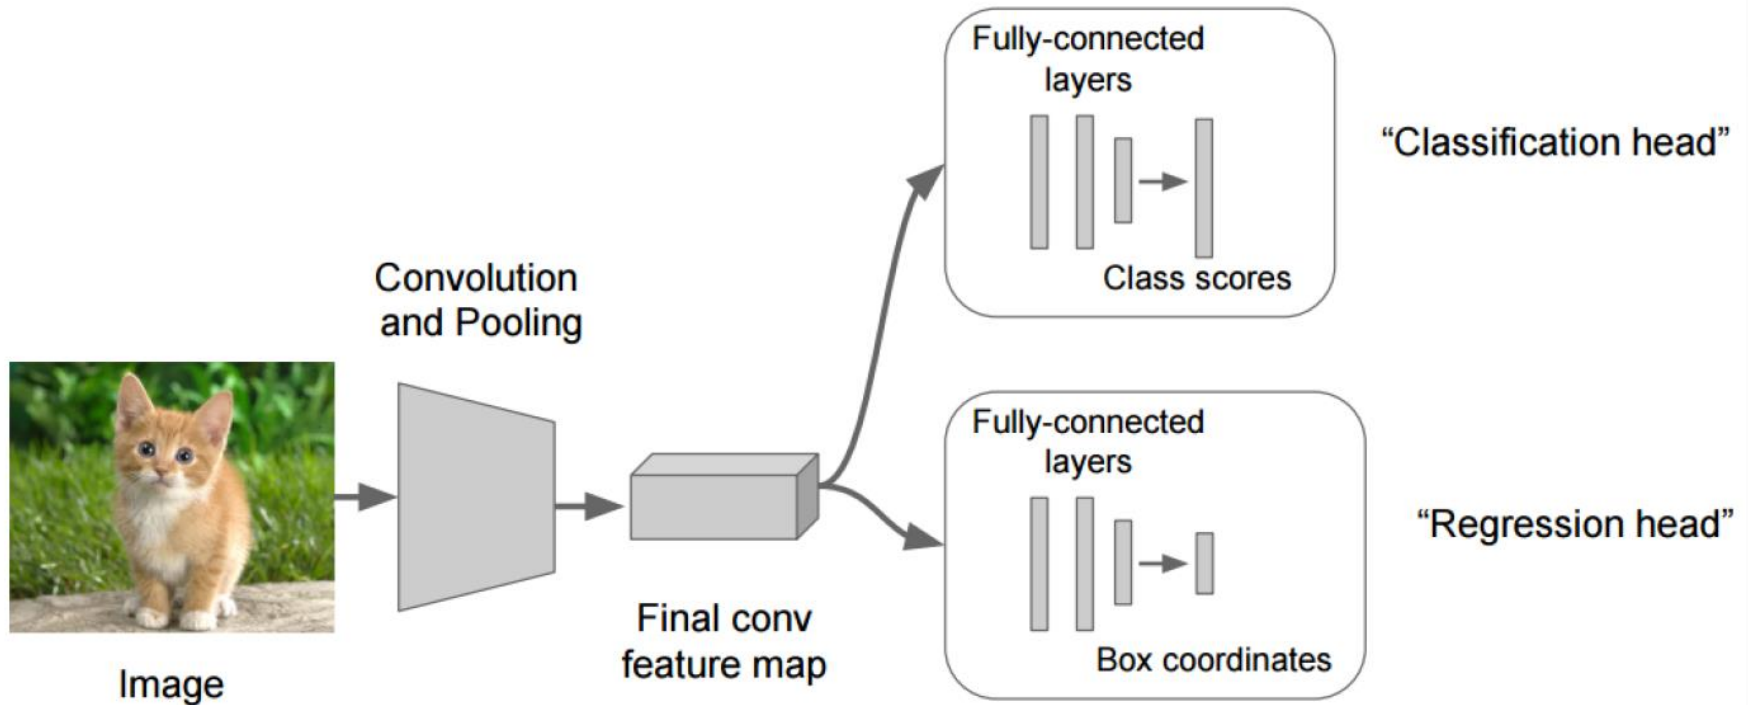 Fully-connected
layers
Class scores
“Classification head”
Convolution
and Pooling
Image
Final conv
feature map
Fully-connected
layers
Box coordinates
“Regression head”